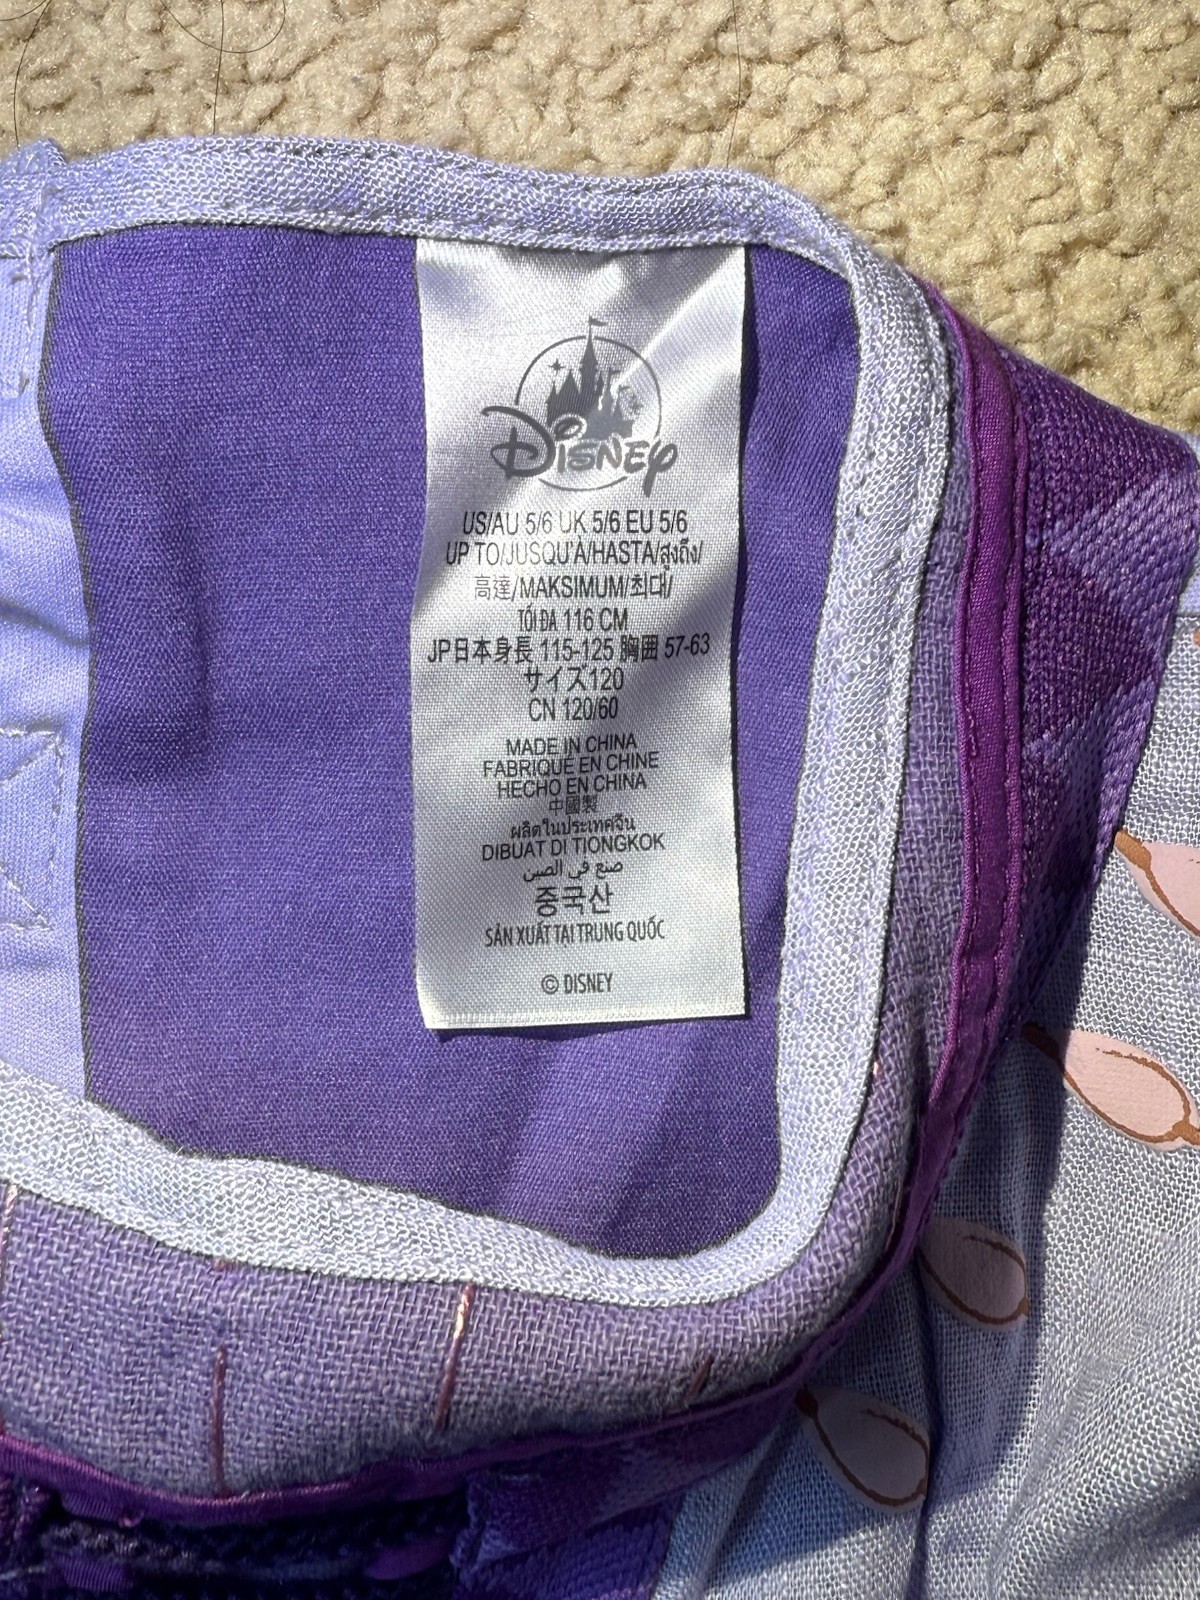 Disney
US/AU 5/6 UK 5/6 EU 5/6
UP TO/JUSQU'À/HASTA/สูงถึง/
高達/MAKSIMUM/최대/
TỐI ĐA 116 CM
JP日本身長 115-125 胸囲 57-63
サイズ120
CN 120/60
MADE IN CHINA
FABRIQUÉ EN CHINE
HECHO EN CHINA
中國製
ผลิตในประเทศจีน
DIBUAT DI TIONGKOK
صنع في الصين
중국산
SẢN XUẤT TẠI TRUNG QUỐC
© DISNEY